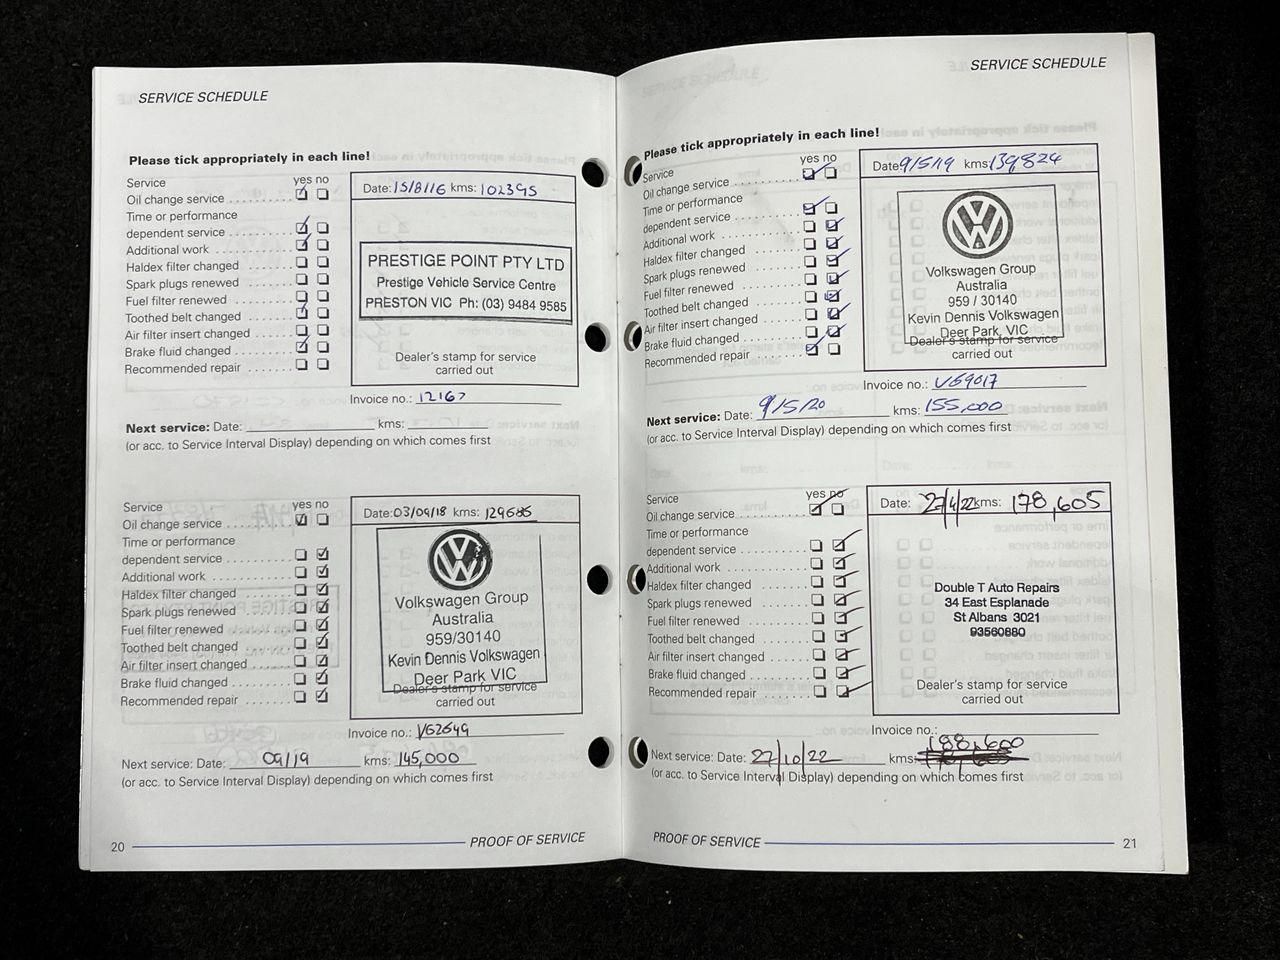 SERVICE SCHEDULE
Please tick appropriately in each line!
Service yes no
Oil change service
Time or performance
dependent service
Additional work
Haldex filter changed
Spark plugs renewed
Fuel filter renewed
Toothed belt changed
Air filter insert changed
Brake fluid changed
Recommended repair
Date: 15/8/16 kms: 102395
PRESTIGE POINT PTY LTD
Prestige Vehicle Service Centre
PRESTON VIC Ph: (03) 9484 9585
Dealer's stamp for service
carried out
Invoice no.: 12167
Next service: Date: kms:
(or acc. to Service Interval Display) depending on which comes first
Service yes no
Oil change service
Time or performance
dependent service
Additional work
Haldex filter changed
Spark plugs renewed
Fuel filter renewed
Toothed belt changed
Air filter insert changed
Brake fluid changed
Recommended repair
Date: 03/09/18 kms: 129685
Volkswagen Group
Australia
959/30140
Kevin Dennis Volkswagen
Deer Park VIC
Dealer's stamp for service
carried out
Invoice no.: V62649
Next service: Date: 09/19 kms: 145,000
(or acc. to Service Interval Display) depending on which comes first
20 PROOF OF SERVICE
SERVICE SCHEDULE
Please tick appropriately in each line!
Service yes no
Oil change service
Time or performance
dependent service
Additional work
Haldex filter changed
Spark plugs renewed
Fuel filter renewed
Toothed belt changed
Air filter insert changed
Brake fluid changed
Recommended repair
Date: 9/5/19 kms: 139824
Volkswagen Group
Australia
959 / 30140
Kevin Dennis Volkswagen
Deer Park, VIC
Dealer's stamp for service
carried out
Invoice no.: V69017
Next service: Date: 9/5/20 kms: 155,000
(or acc. to Service Interval Display) depending on which comes first
Service yes no
Oil change service
Time or performance
dependent service
Additional work
Haldex filter changed
Spark plugs renewed
Fuel filter renewed
Toothed belt changed
Air filter insert changed
Brake fluid changed
Recommended repair
Date: 27/4/22 kms: 178,605
Double T Auto Repairs
34 East Esplanade
St Albans 3021
93560880
Dealer's stamp for service
carried out
Invoice no.:
Next service: Date: 27/10/22 kms: 188,600
(or acc. to Service Interval Display) depending on which comes first
PROOF OF SERVICE 21